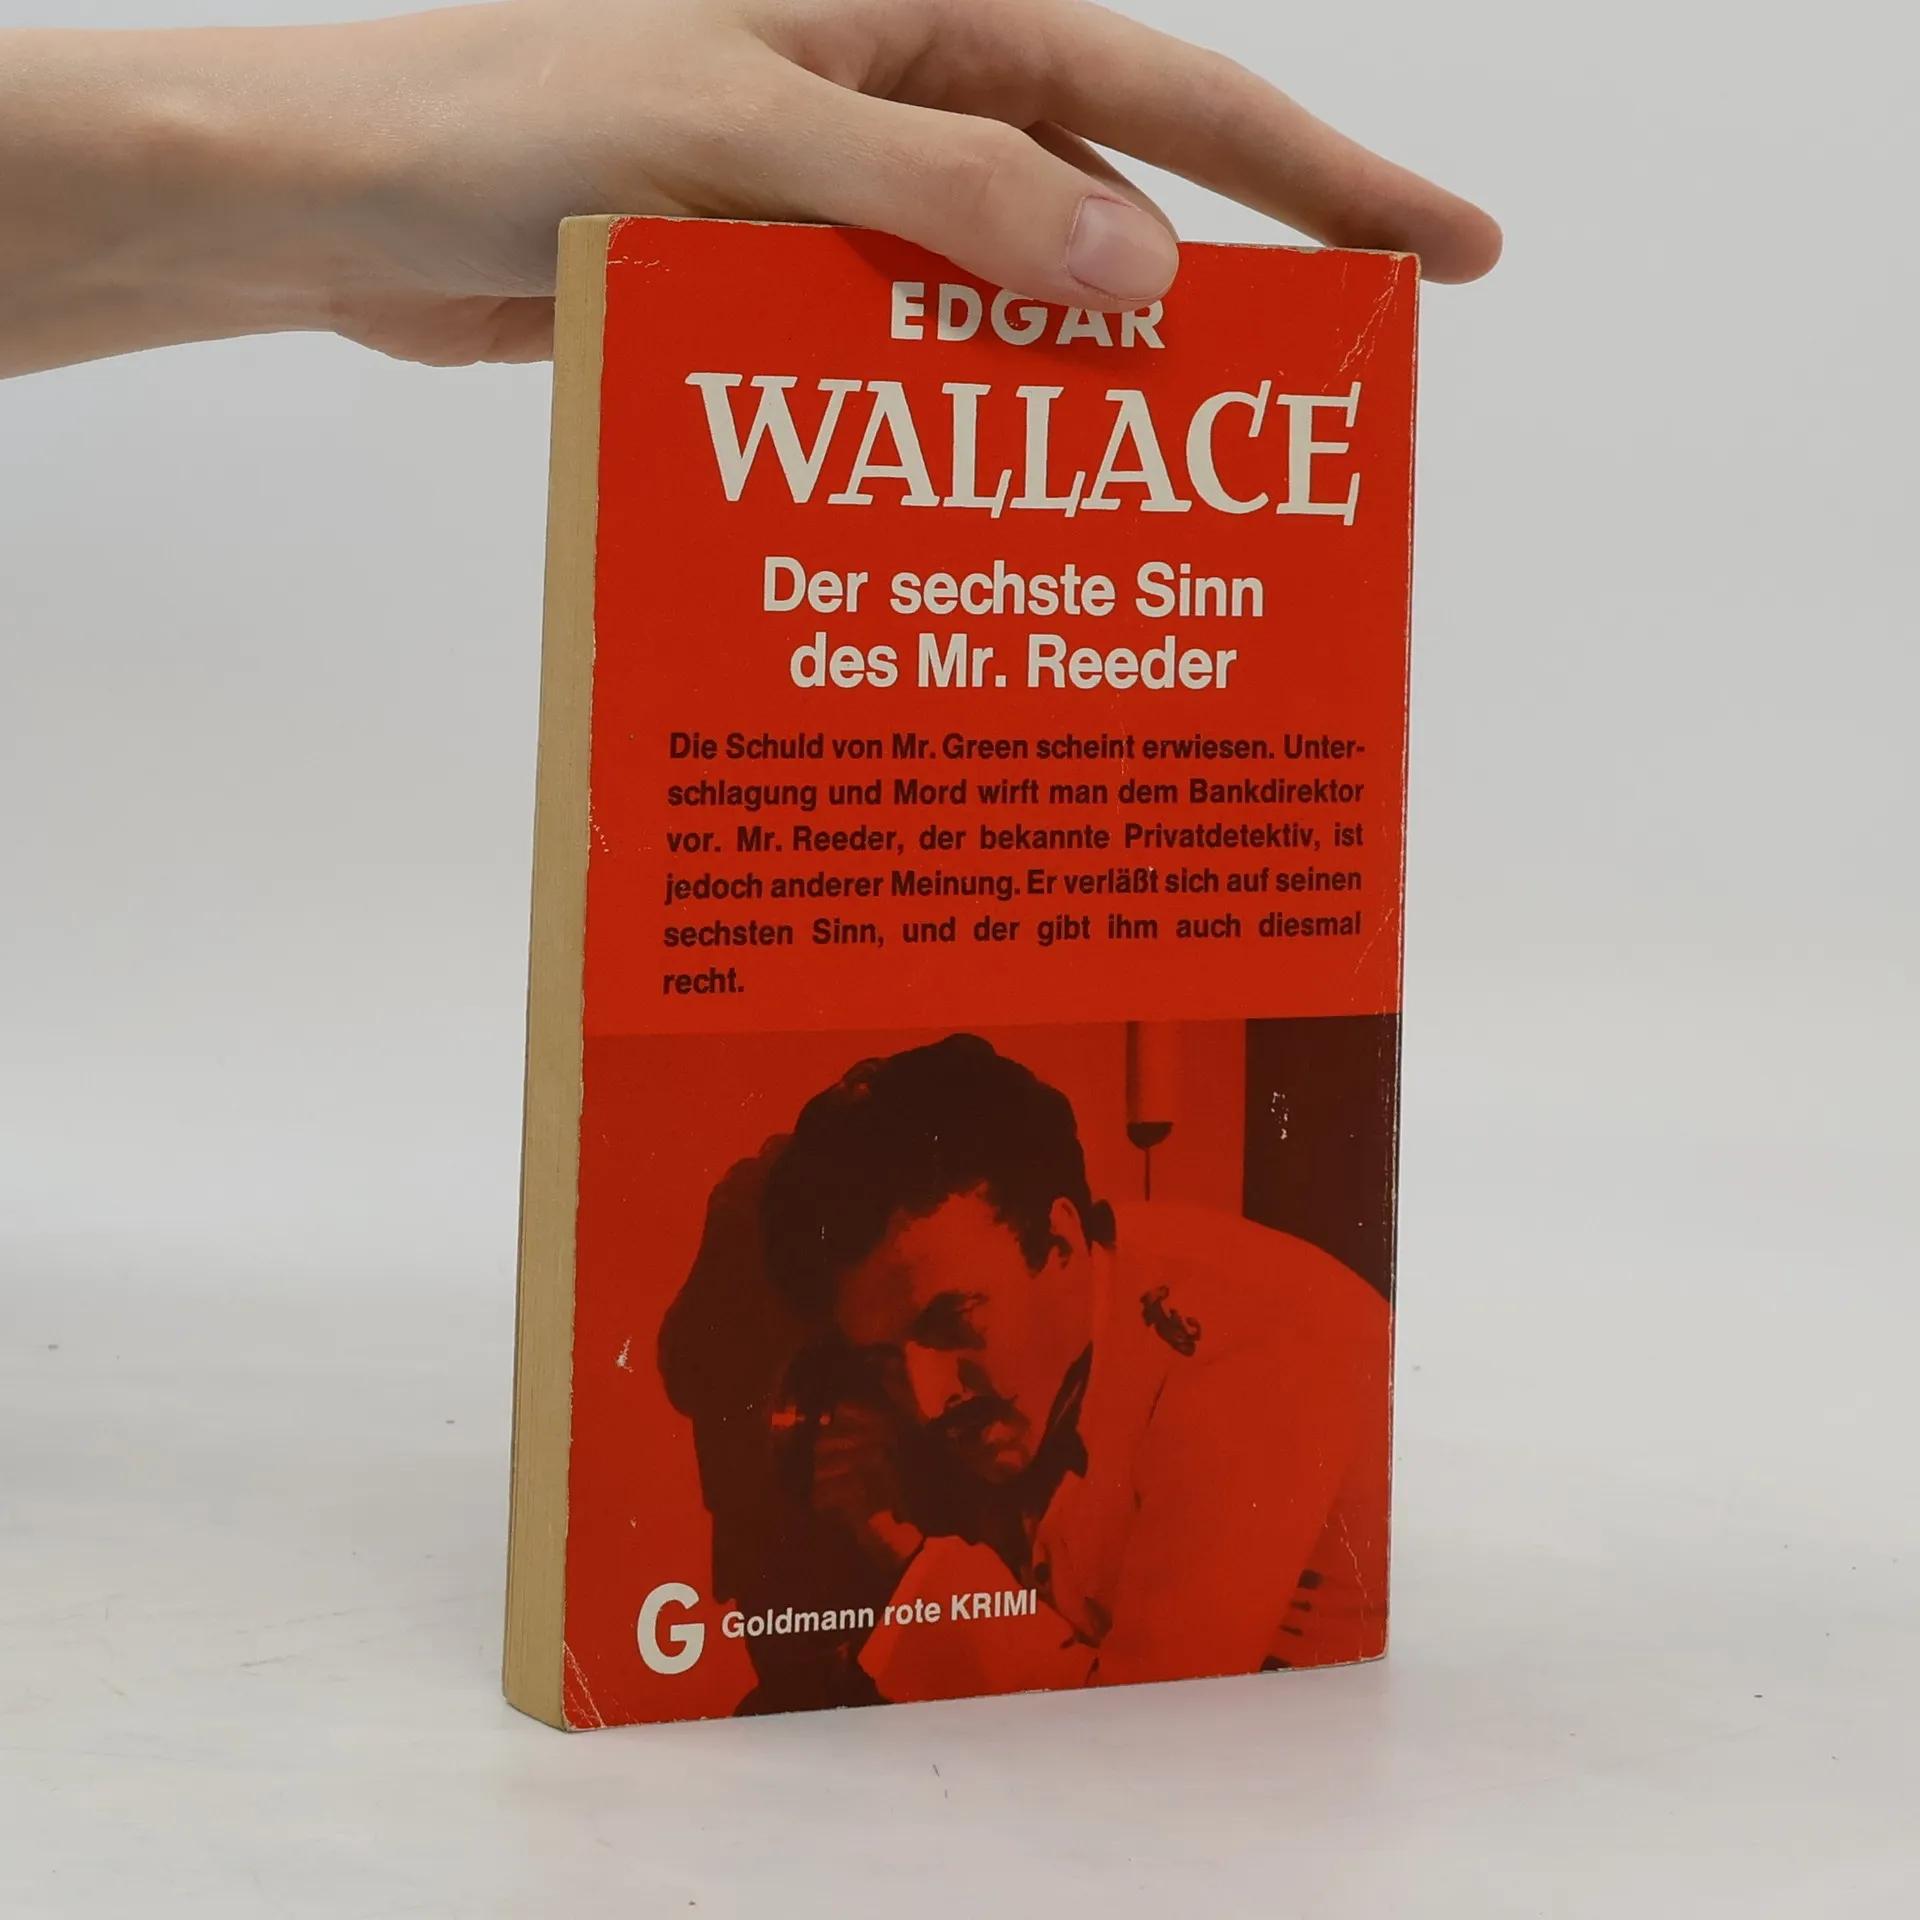 EDGAR
WALLACE
Der sechste Sinn
des Mr. Reeder
Die Schuld von Mr. Green scheint erwiesen. Unter-
schlagung und Mord wirft man dem Bankdirektor
vor. Mr. Reeder, der bekannte Privatdetektiv, ist
jedoch anderer Meinung. Er verläßt sich auf seinen
sechsten Sinn, und der gibt ihm auch diesmal
recht.
G Goldmann rote KRIMI